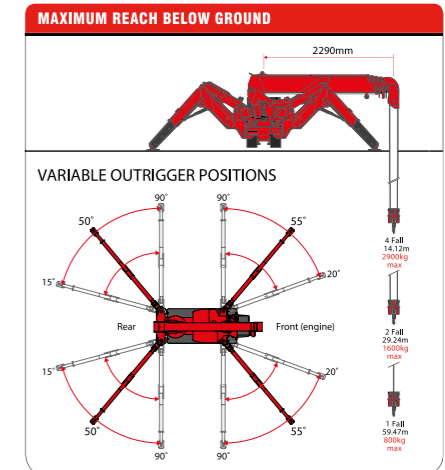 MAXIMUM REACH BELOW GROUND
2290mm
VARIABLE OUTRIGGER POSITIONS
90˚
90˚
50˚
55˚
15˚
20˚
Rear
Front (engine)
15˚
20˚
50˚
55˚
90˚
90˚
4 Fall
14.12m
2900kg
max
2 Fall
29.24m
1600kg
max
1 Fall
59.47m
800kg
max